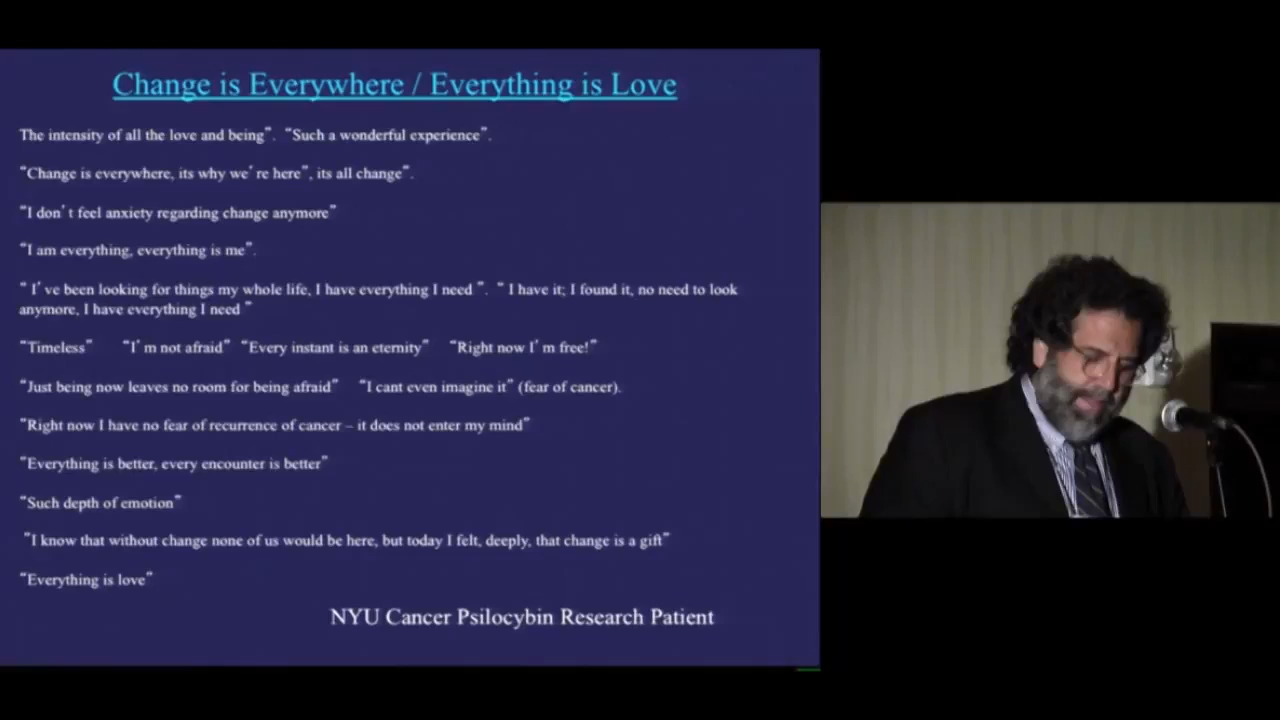 Change is Everywhere / Everything is Love
The intensity of all the love and being”. “Such a wonderful experience”.
“Change is everywhere, its why we’re here”, its all change”.
“I don’t feel anxiety regarding change anymore”
“I am everything, everything is me”.
“ I’ve been looking for things my whole life, I have everything I need ”. “ I have it; I found it, no need to look
anymore, I have everything I need ”
“Timeless” “I’m not afraid” “Every instant is an eternity” “Right now I’m free!”
“Just being now leaves no room for being afraid” “I cant even imagine it” (fear of cancer).
“Right now I have no fear of recurrence of cancer – it does not enter my mind”
“Everything is better, every encounter is better”
“Such depth of emotion”
“I know that without change none of us would be here, but today I felt, deeply, that change is a gift”
“Everything is love”
NYU Cancer Psilocybin Research Patient